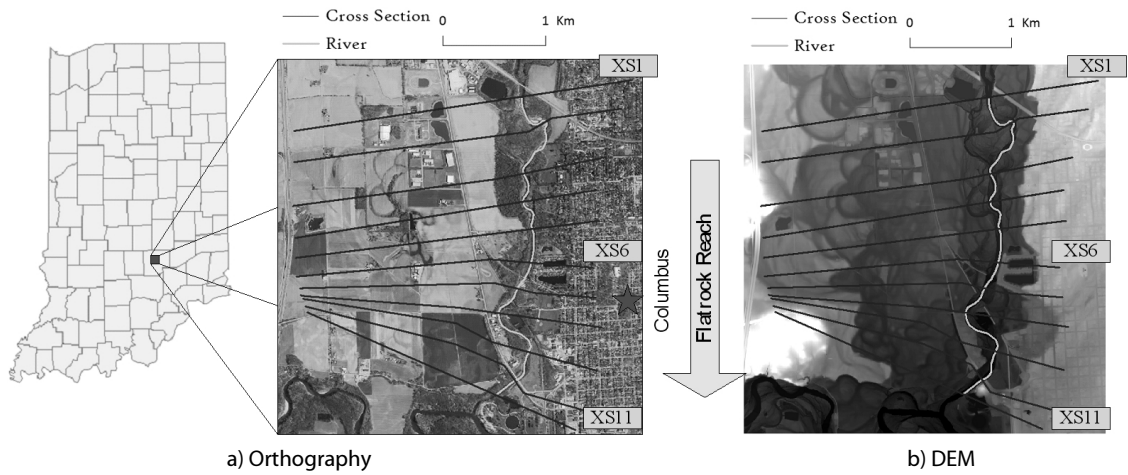 Cross Section
0 1 Km
River
XS1
XS6
XS11
Columbus
Flatrock Reach
Cross Section
0 1 Km
River
XS1
XS6
XS11
a) Orthography
b) DEM